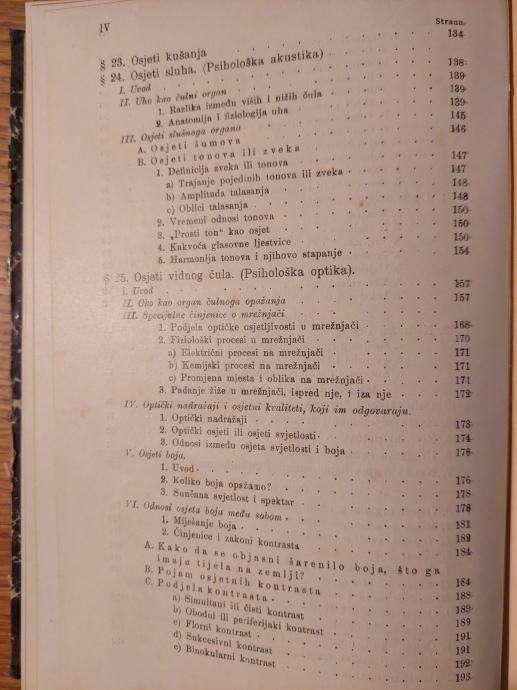 IV
Strana
§ 23. Osjeti kušanja 134
§ 24. Osjeti sluha. (Psihološka akustika)
I. Uvod 138
II. Uho kao čulni organ 139
1. Razlika između viših i nižih čula 139
2. Anatomija i fiziologija uha 139
III. Osjeti slušnoga organa 145
A. Osjeti šumova 146
B. Osjeti tonova ili zveka
1. Definicija zveka ili tonova 147
a) Trajanje pojedinih tonova ili zveka 147
b) Amplituda talasanja 148
c) Oblici talasanja 148
2. Vremeni odnosi tonova 150
3. „Prosti ton" kao osjet 150
4. Kakvoća glasovne ljestvice 150
5. Harmonija tonova i njihovo stapanje 154
§ 25. Osjeti vidnog čula. (Psihološka optika).
I. Uvod 157
II. Oko kao organ čulnoga opažanja 157
III. Specijalne činjenice o mrežnjači
1. Podjela optičke osjetljivosti u mrežnjači 168
2. Fiziološki procesi u mrežnjači 170
a) Električni procesi na mrežnjači 171
b) Kemijski procesi na mrežnjači 171
c) Promjena mjesta i oblika na mrežnjači 171
3. Padanje žiže u mrežnjači, ispred nje, i iza nje 172
IV. Optički nadražaji i osjetni kvaliteti, koji im odgovaraju.
1. Optički nadražaji 173
2. Optički osjeti ili osjeti svjetlosti 174
3. Odnosi između osjeta svjetlosti i boja 176
V. Osjeti boja.
1. Uvod 176
2. Koliko boja opažamo? 178
3. Sunčana svjetlost i spektar 178
VI. Odnosi osjeta boja među sobom
1. Miješanje boja 181
2. Činjenice i zakoni kontrasta 184
A. Kako da se objasni šarenilo boja, što ga
imaju tijela na zemlji? 184
B. Pojam osjetnih kontrasta 188
C. Podjela kontrasta 189
a) Simultani ili čisti kontrast 189
b) Obodni ili periferijaki kontrast 191
c) Florni kontrast 191
d) Sukcesivni kontrast 192
e) Binokularni kontrast 193